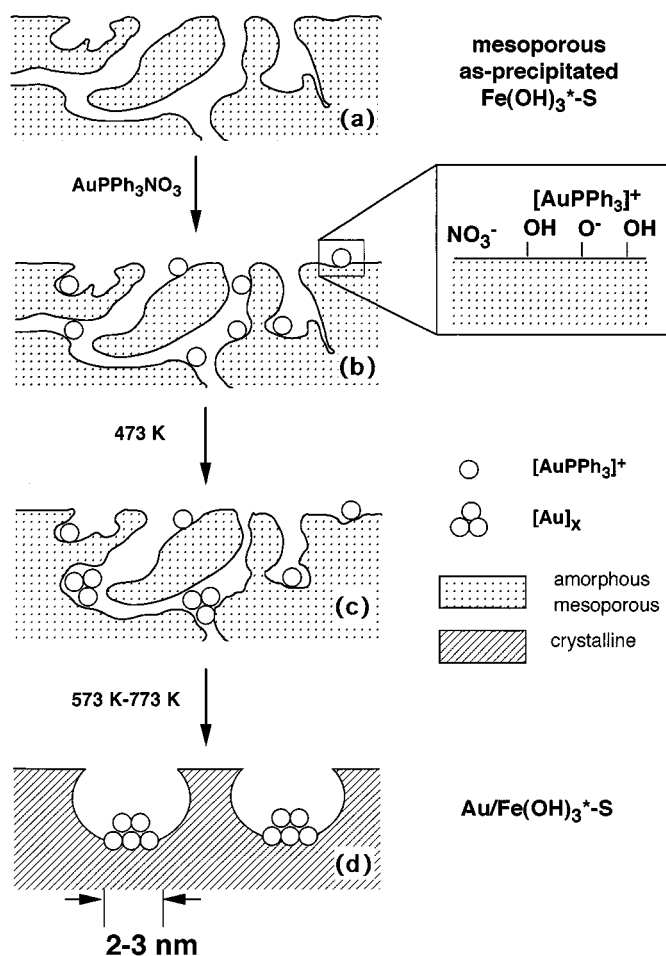 mesoporous
as-precipitated
Fe(OH)₃*-S
(a)
AuPPh₃NO₃
[AuPPh₃]⁺
NO₃⁻ OH O⁻ OH
(b)
473 K
[AuPPh₃]⁺
[Au]ₓ
(c)
amorphous
mesoporous
crystalline
573 K-773 K
Au/Fe(OH)₃*-S
(d)
2-3 nm